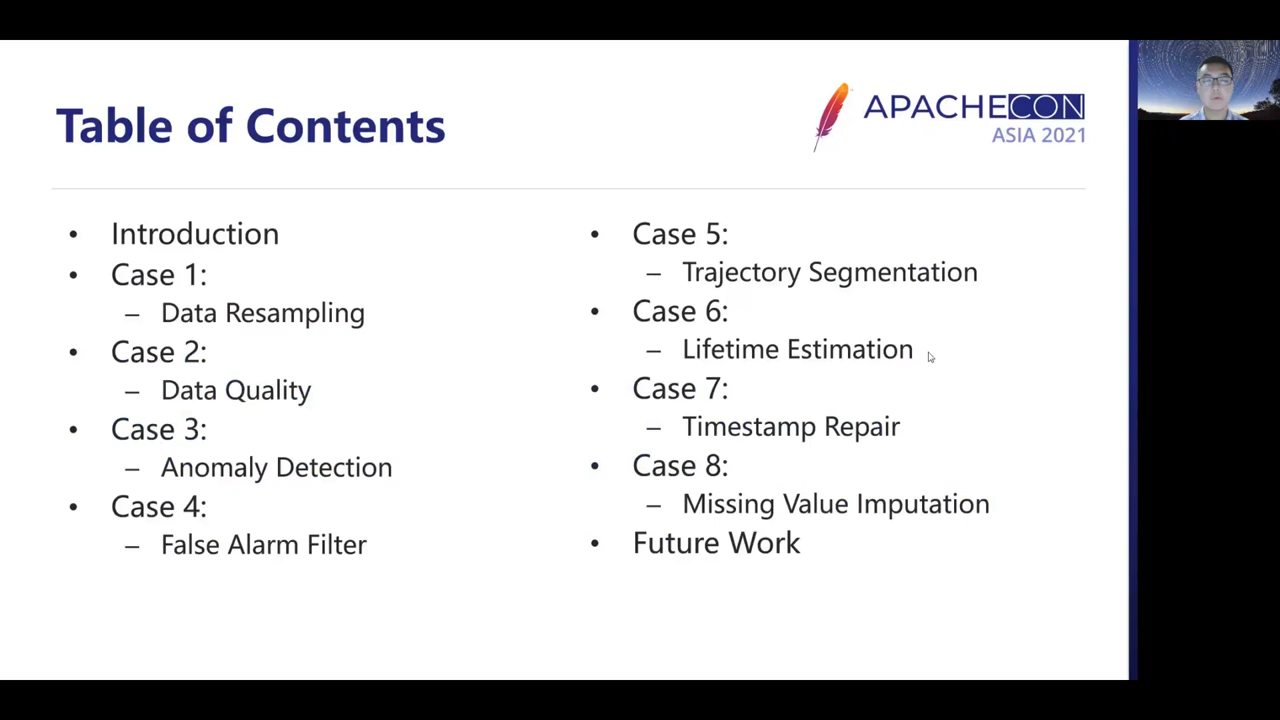 Table of Contents
APACHECON
ASIA 2021
• Introduction
• Case 1:
– Data Resampling
• Case 2:
– Data Quality
• Case 3:
– Anomaly Detection
• Case 4:
– False Alarm Filter
• Case 5:
– Trajectory Segmentation
• Case 6:
– Lifetime Estimation
• Case 7:
– Timestamp Repair
• Case 8:
– Missing Value Imputation
• Future Work